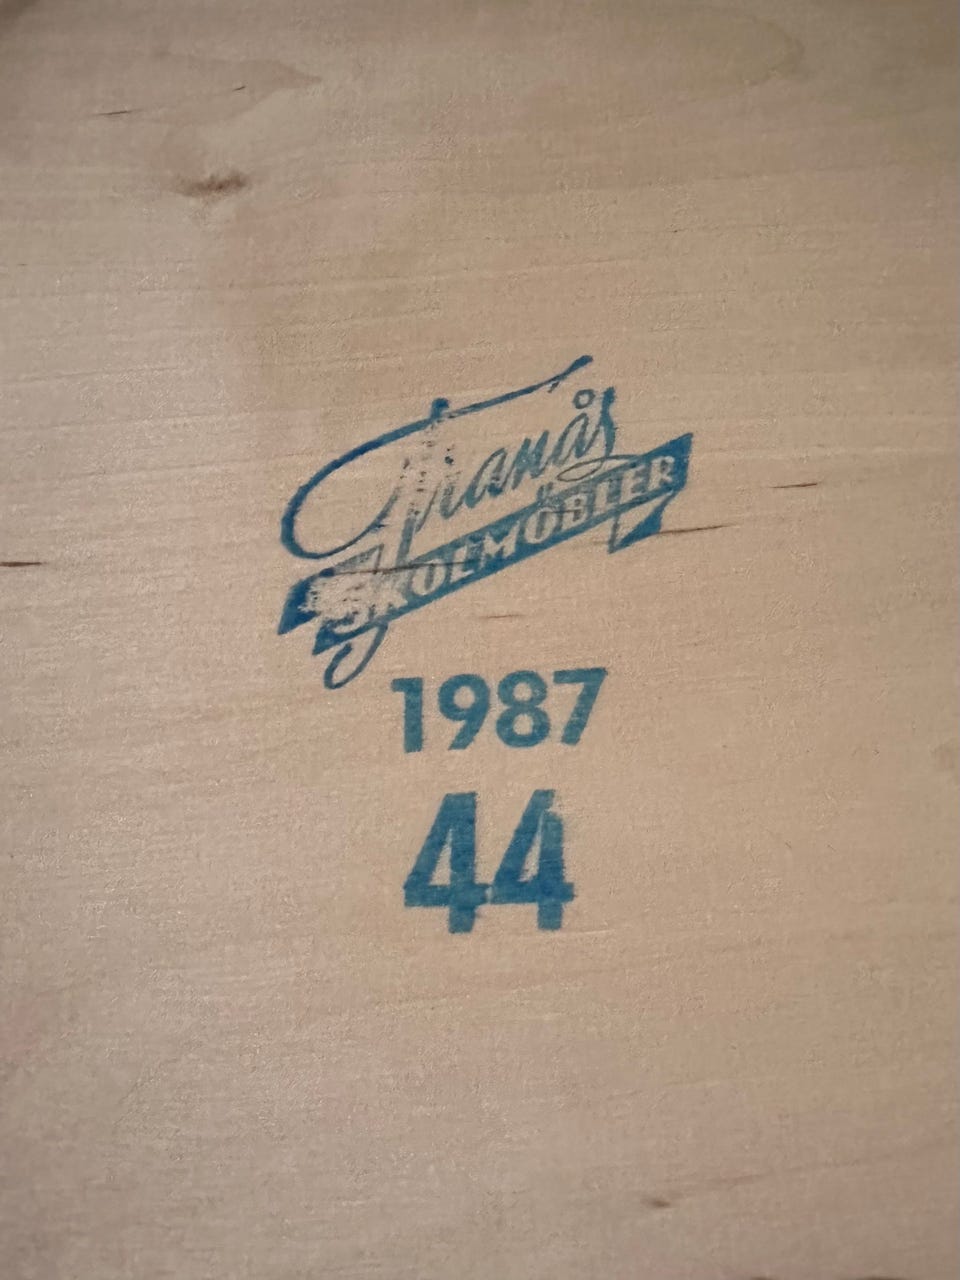 Tranås
SKOLMÖBLER
1987
44